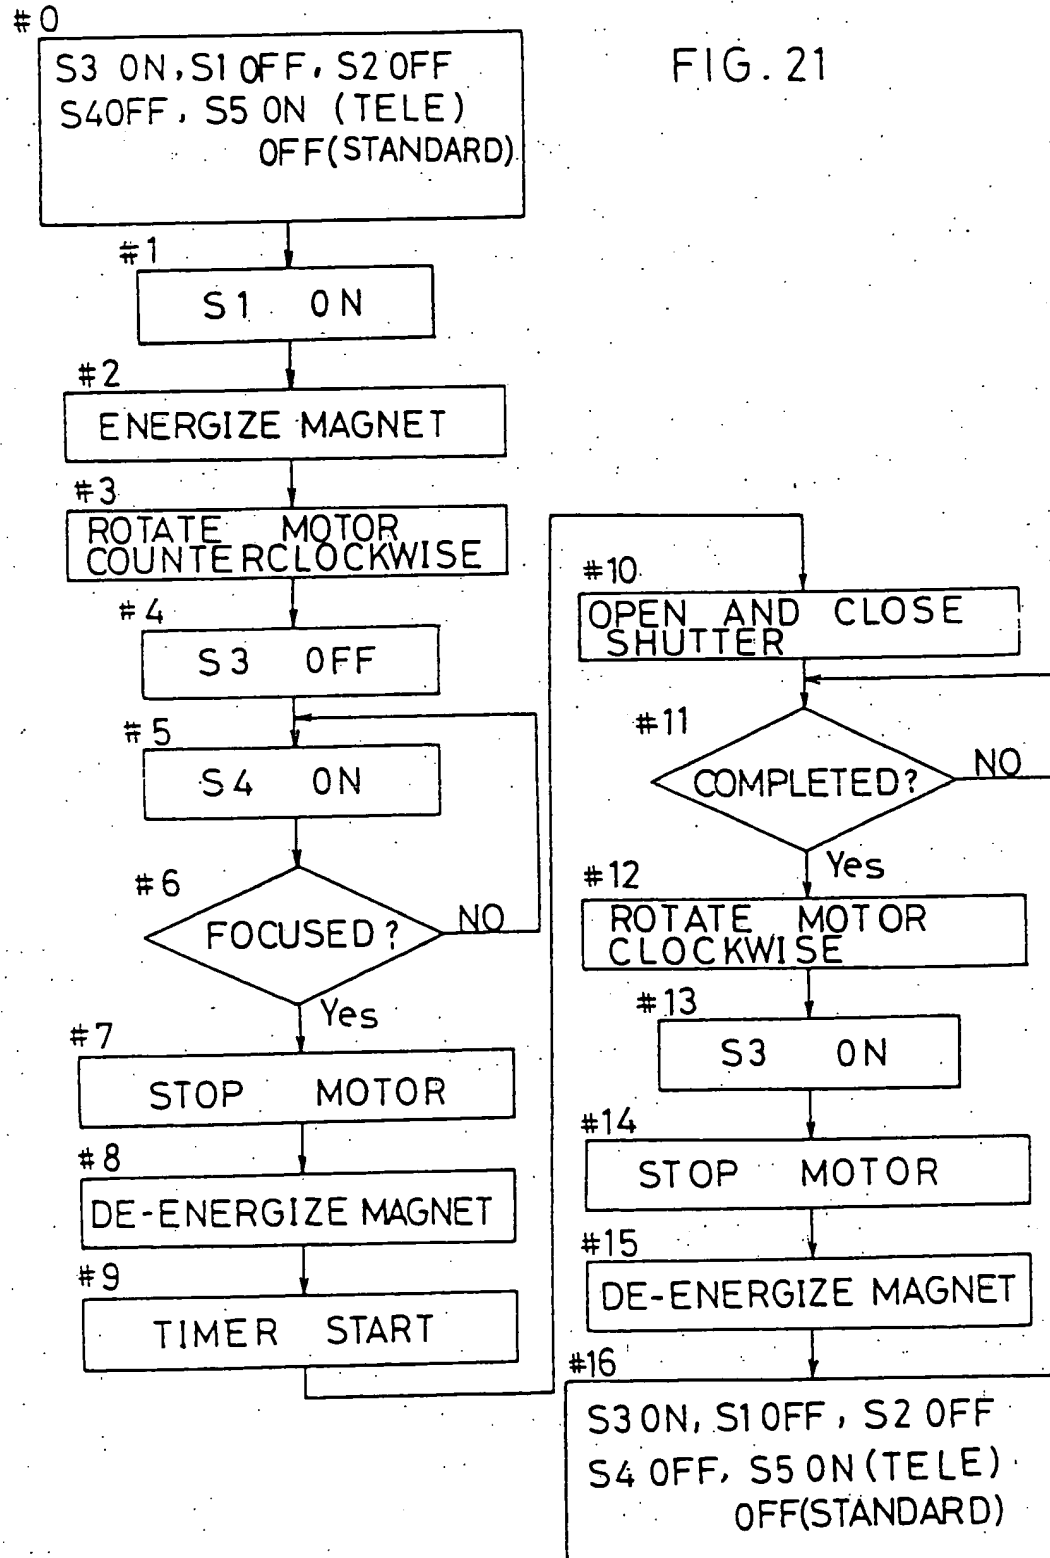 FIG. 21
#0
S3 ON, S1 OFF, S2 OFF
S4 OFF, S5 ON (TELE)
OFF(STANDARD)
#1
S1 ON
#2
ENERGIZE MAGNET
#3
ROTATE MOTOR
COUNTERCLOCKWISE
#4
S3 OFF
#5
S4 ON
#6
FOCUSED?
NO
Yes
#7
STOP MOTOR
#8
DE-ENERGIZE MAGNET
#9
TIMER START
#10
OPEN AND CLOSE
SHUTTER
#11
COMPLETED?
NO
Yes
#12
ROTATE MOTOR
CLOCKWISE
#13
S3 ON
#14
STOP MOTOR
#15
DE-ENERGIZE MAGNET
#16
S3 ON, S1 OFF, S2 OFF
S4 OFF, S5 ON (TELE)
OFF(STANDARD)